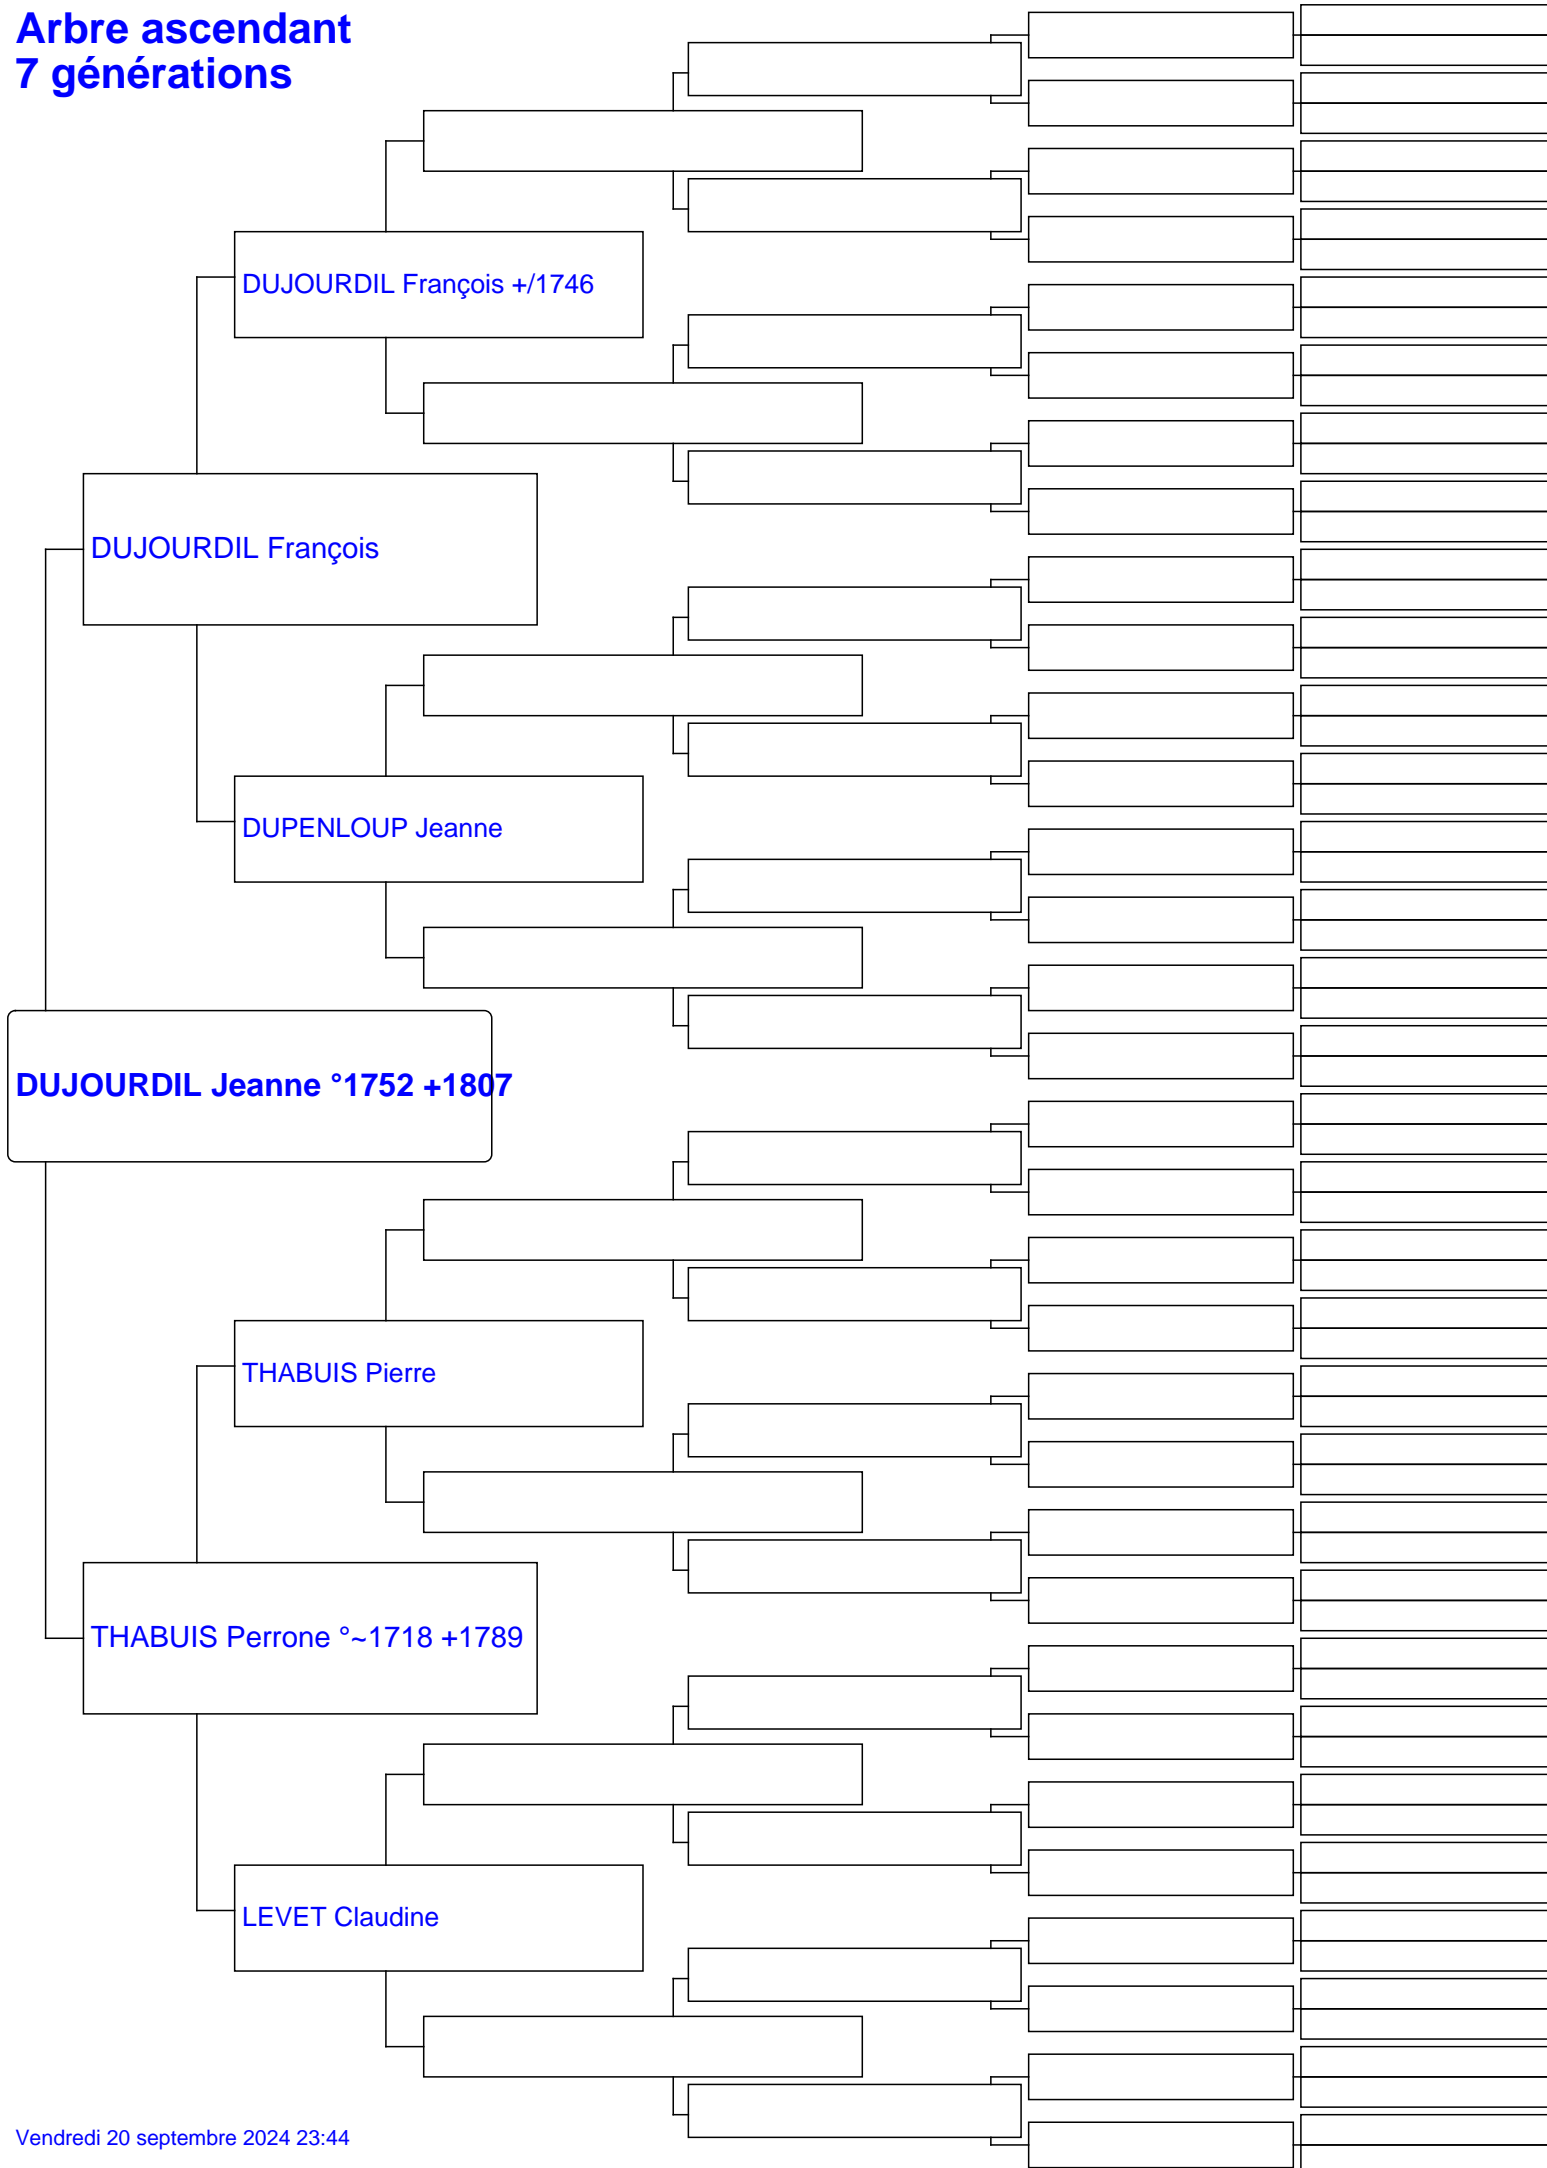 Arbre ascendant
7 générations
DUJOURDIL François +/1746
DUJOURDIL François
DUPENLOUP Jeanne
DUJOURDIL Jeanne °1752 +1807
THABUIS Pierre
THABUIS Perrone °~1718 +1789
LEVET Claudine
Vendredi 20 septembre 2024 23:44